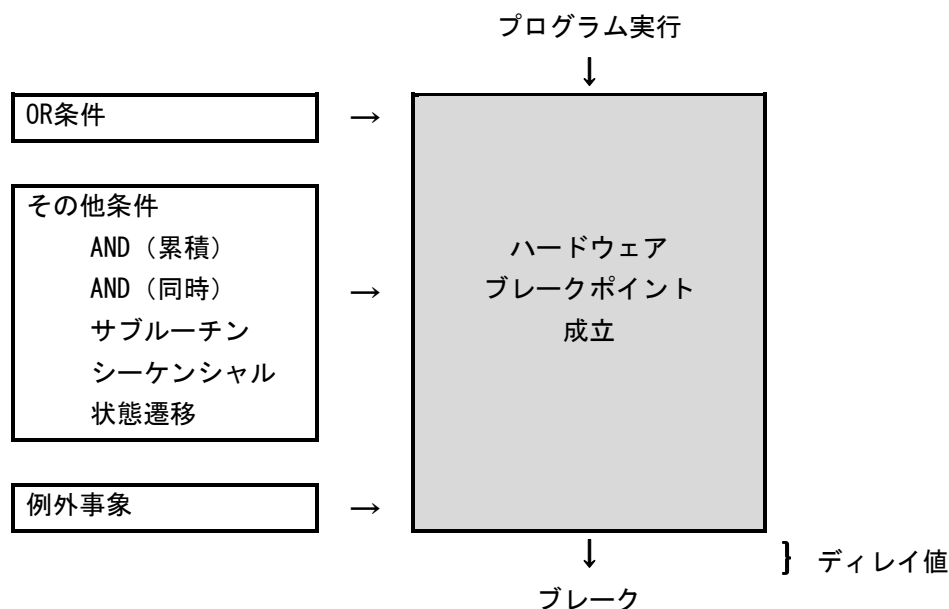 プログラム実行
↓
OR条件
→
その他条件
AND（累積）
AND（同時）
サブルーチン
シーケンシャル
状態遷移
→
ハードウェア
ブレークポイント
成立
例外事象
→
↓
} ディレイ値
ブレーク